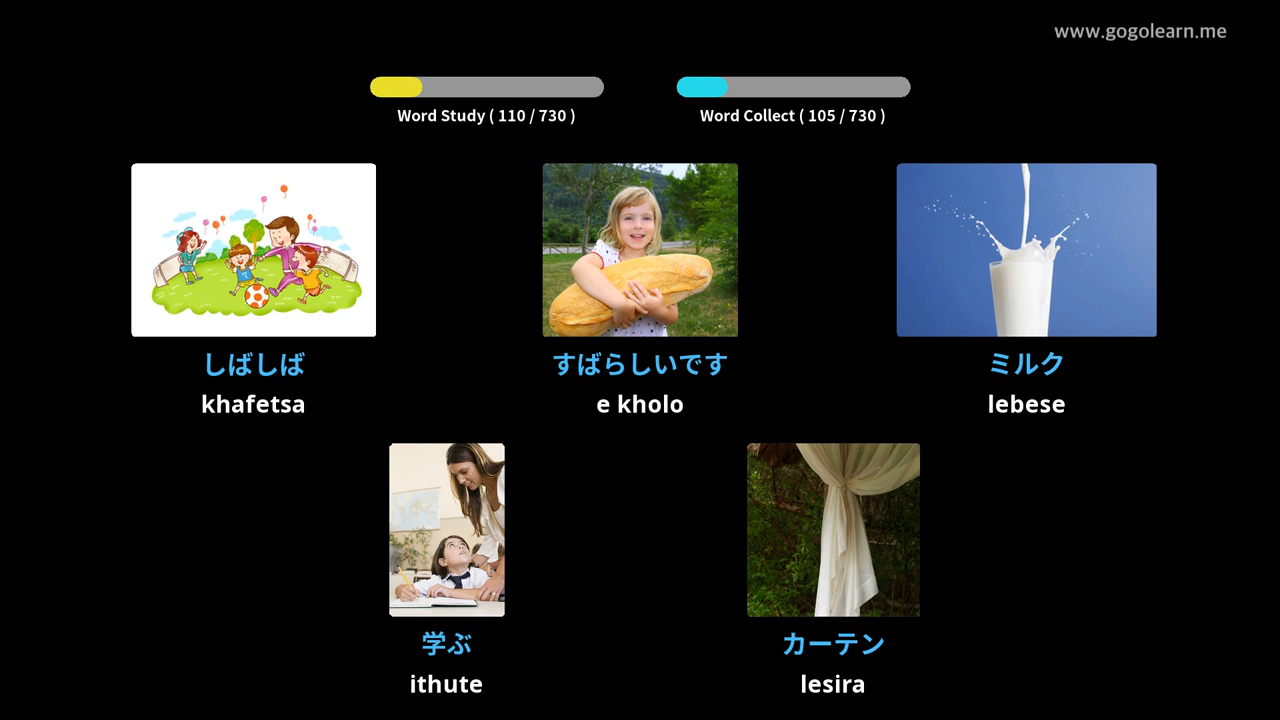 www.gogolearn.me
Word Study ( 110 / 730 )
Word Collect ( 105 / 730 )
しばしば
khafetsa
すばらしいです
e kholo
ミルク
lebese
学ぶ
ithute
カーテン
lesira